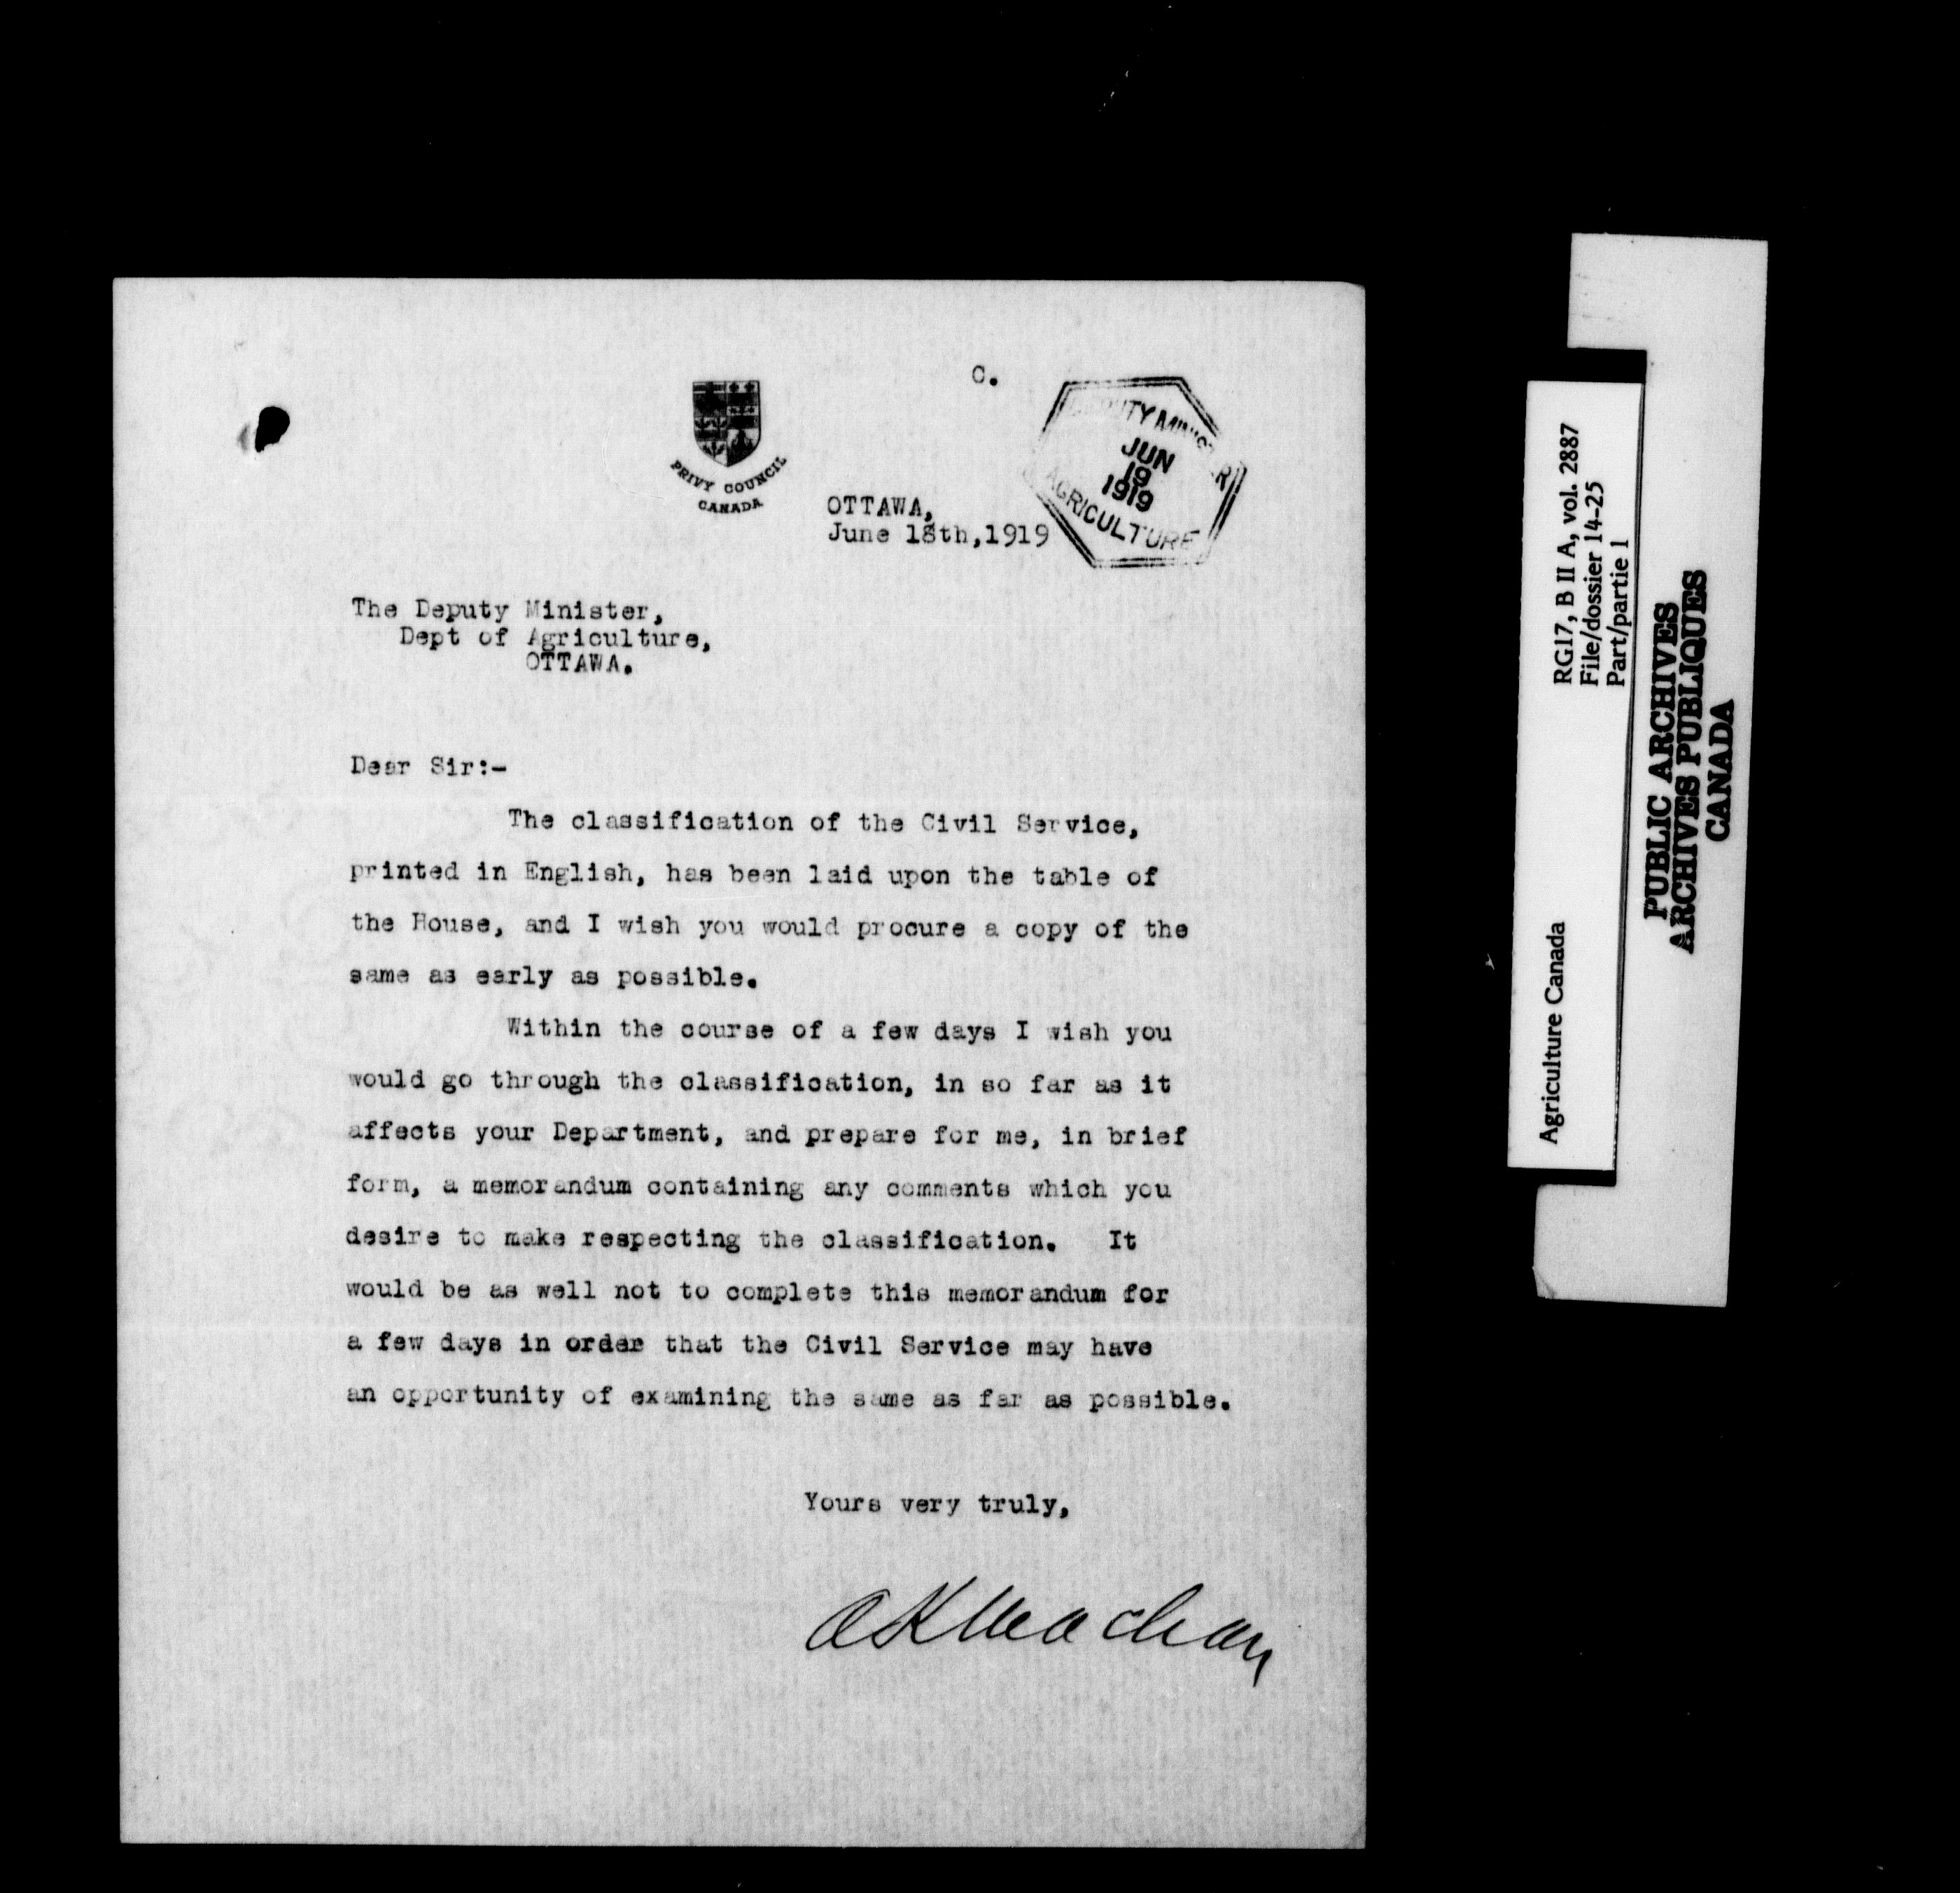 C.
PRIVY COUNCIL
CANADA
DEPUTY MINISTER
JUN
19
1919
AGRICULTURE
OTTAWA,
June 18th,1919
The Deputy Minister,
Dept of Agriculture,
OTTAWA.
Dear Sir:-
The classification of the Civil Service,
printed in English, has been laid upon the table of
the House, and I wish you would procure a copy of the
same as early as possible.
Within the course of a few days I wish you
would go through the classification, in so far as it
affects your Department, and prepare for me, in brief
form, a memorandum containing any comments which you
desire to make respecting the classification. It
would be as well not to complete this memorandum for
a few days in order that the Civil Service may have
an opportunity of examining the same as far as possible.
Yours very truly,
RG17, B II A, vol. 2887
File/dossier 14-25
Part/partie 1
Agriculture Canada
PUBLIC ARCHIVES
ARCHIVES PUBLIQUES
CANADA